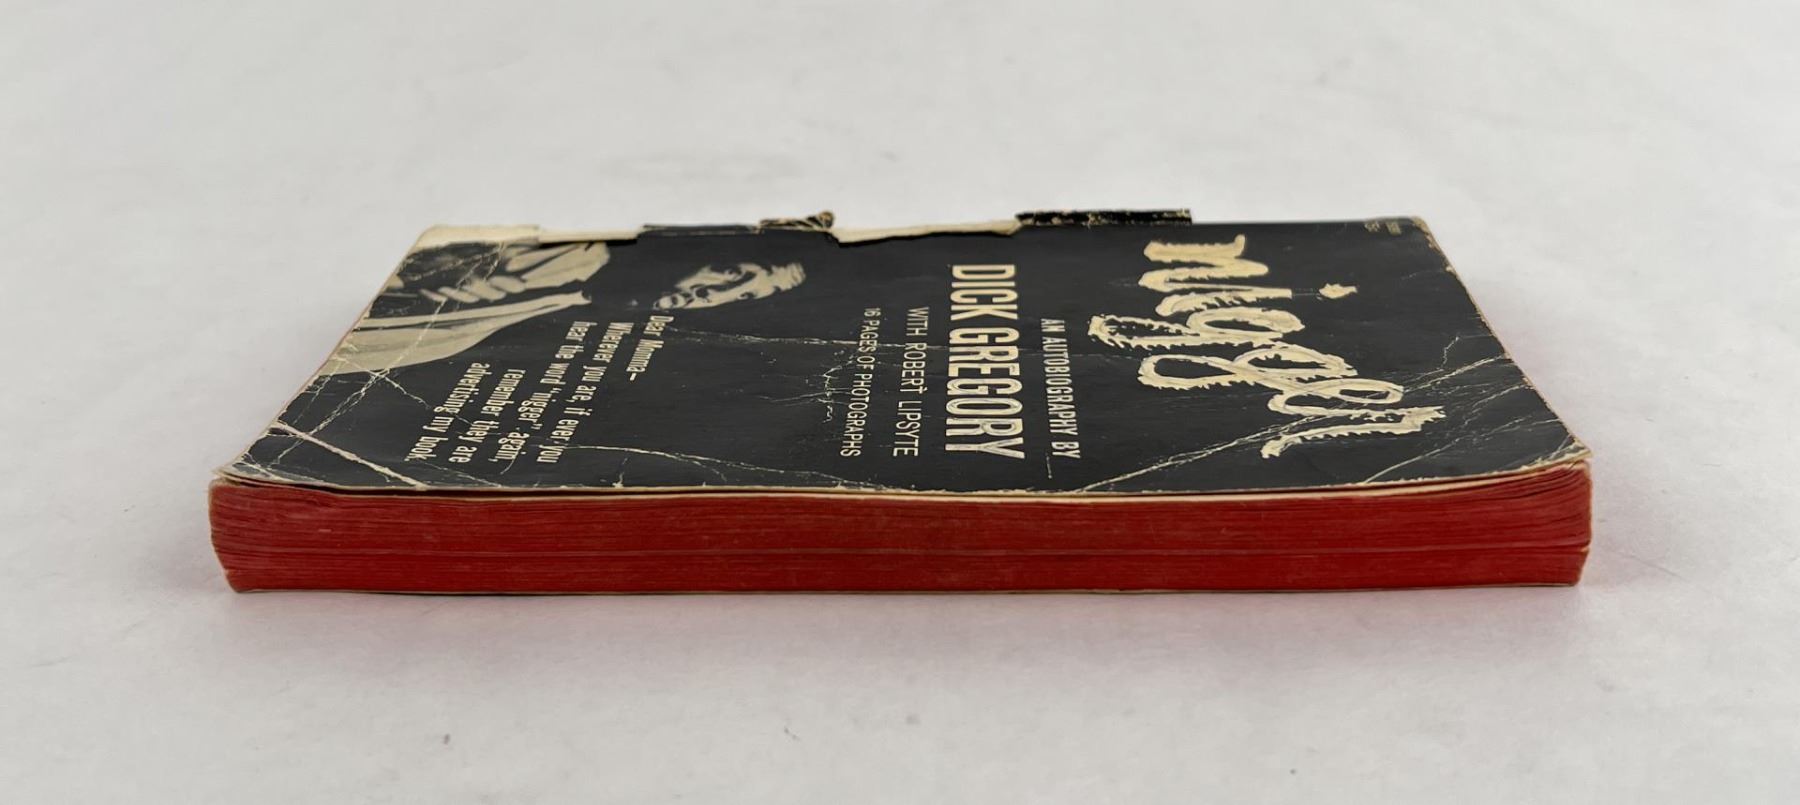 nigger
AN AUTOBIOGRAPHY BY
DICK GREGORY
WITH ROBERT LIPSYTE
16 PAGES OF PHOTOGRAPHS
Dear Momma–
Wherever you are, if ever you
hear the word "nigger" again,
remember they are
advertising my book.